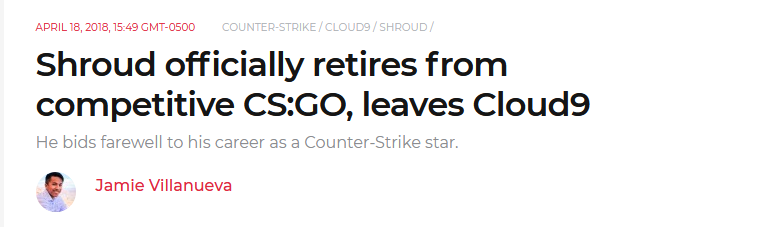 APRIL 18, 2018, 15:49 GMT-0500 COUNTER-STRIKE / CLOUD9 / SHROUD /
Shroud officially retires from
competitive CS:GO, leaves Cloud9
He bids farewell to his career as a Counter-Strike star.
Jamie Villanueva